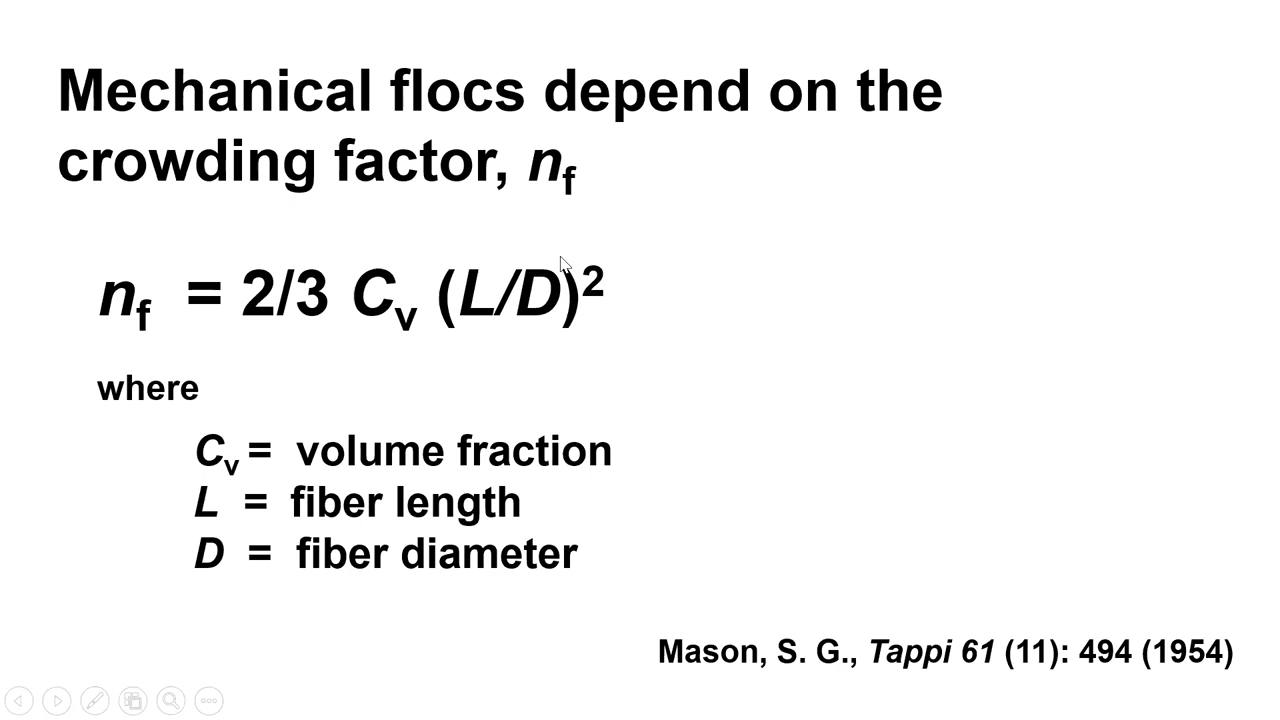 Mechanical flocs depend on the
crowding factor, nf
nf = 2/3 Cv (L/D)²
where
Cv = volume fraction
L = fiber length
D = fiber diameter
Mason, S. G., Tappi 61 (11): 494 (1954)